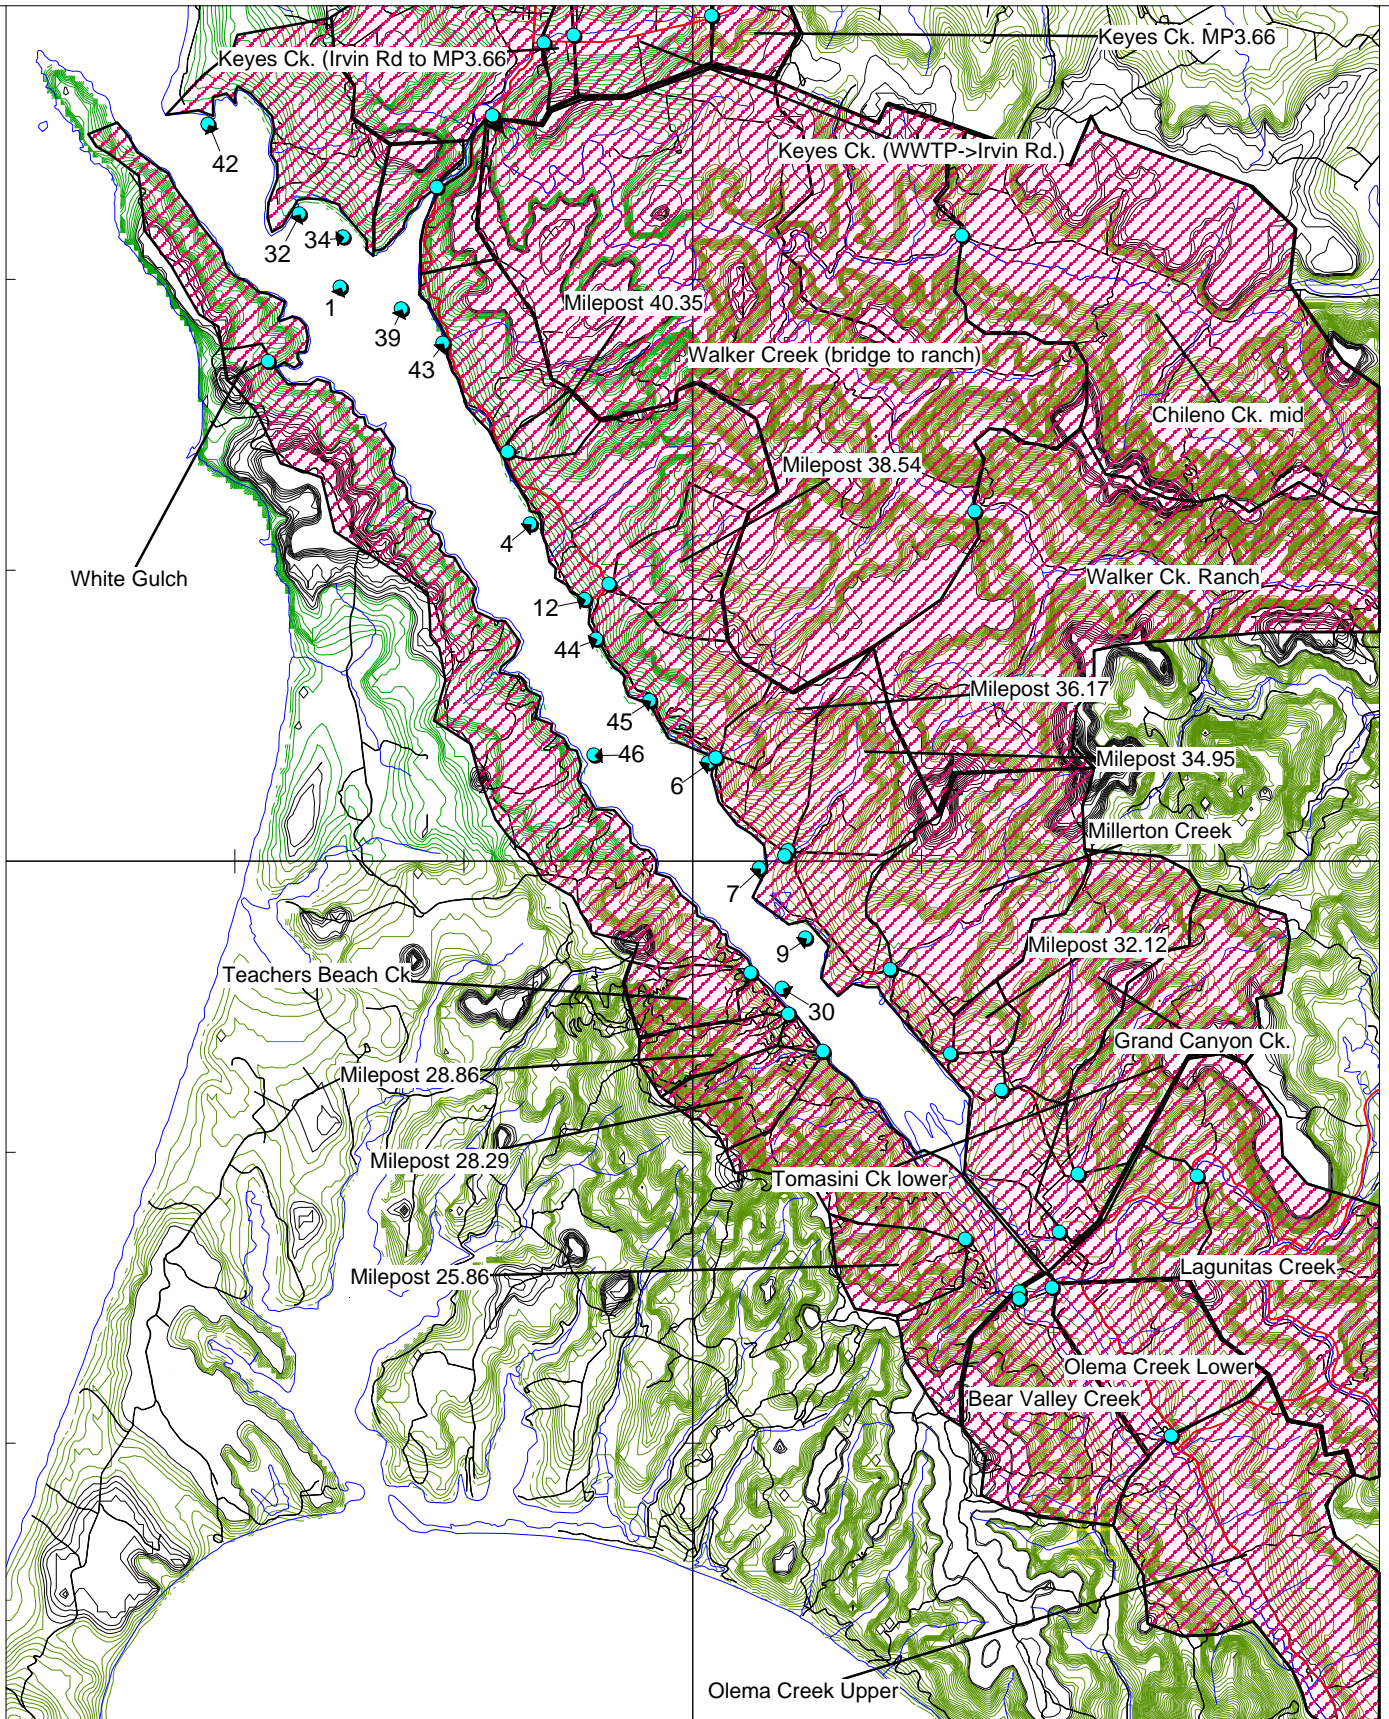 Keyes Ck. MP3.66
Keyes Ck. (Irvin Rd to MP3.66
42
Keyes Ck. (WWTP->Irvin Rd.)
32
34
1
Milepost 40.35
39
43
Walker Creek (bridge to ranch)
Chileno Ck. mid
Milepost 38.54
4
White Gulch
Walker Ck. Ranch
12
44
Milepost 36.17
45
46
Milepost 34.95
6
Millerton Creek
7
9
Milepost 32.12
Teachers Beach Ck
30
Grand Canyon Ck.
Milepost 28.86
Milepost 28.29
Tomasini Ck lower
Lagunitas Creek
Milepost 25.86
Olema Creek Lower
Bear Valley Creek
Olema Creek Upper